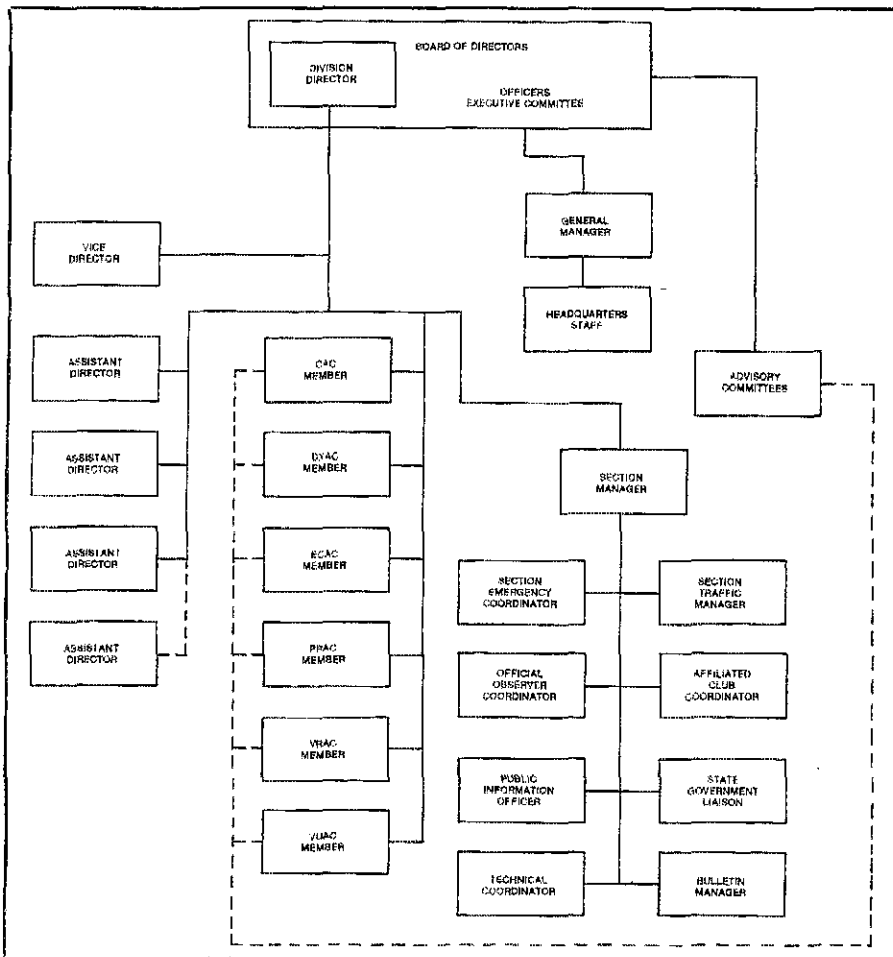 BOARD OF DIRECTORS
DIVISION
DIRECTOR
OFFICERS
EXECUTIVE COMMITTEE
GENERAL
MANAGER
VICE
DIRECTOR
HEADQUARTERS
STAFF
ASSISTANT
DIRECTOR
CAC
MEMBER
ADVISORY
COMMITTEES
ASSISTANT
DIRECTOR
DXAC
MEMBER
SECTION
MANAGER
ASSISTANT
DIRECTOR
ECAC
MEMBER
SECTION
EMERGENCY
COORDINATOR
SECTION
TRAFFIC
MANAGER
ASSISTANT
DIRECTOR
PRAC
MEMBER
OFFICIAL
OBSERVER
COORDINATOR
AFFILIATED
CLUB
COORDINATOR
VRAC
MEMBER
PUBLIC
INFORMATION
OFFICER
STATE
GOVERNMENT
LIAISON
VUAC
MEMBER
TECHNICAL
COORDINATOR
BULLETIN
MANAGER